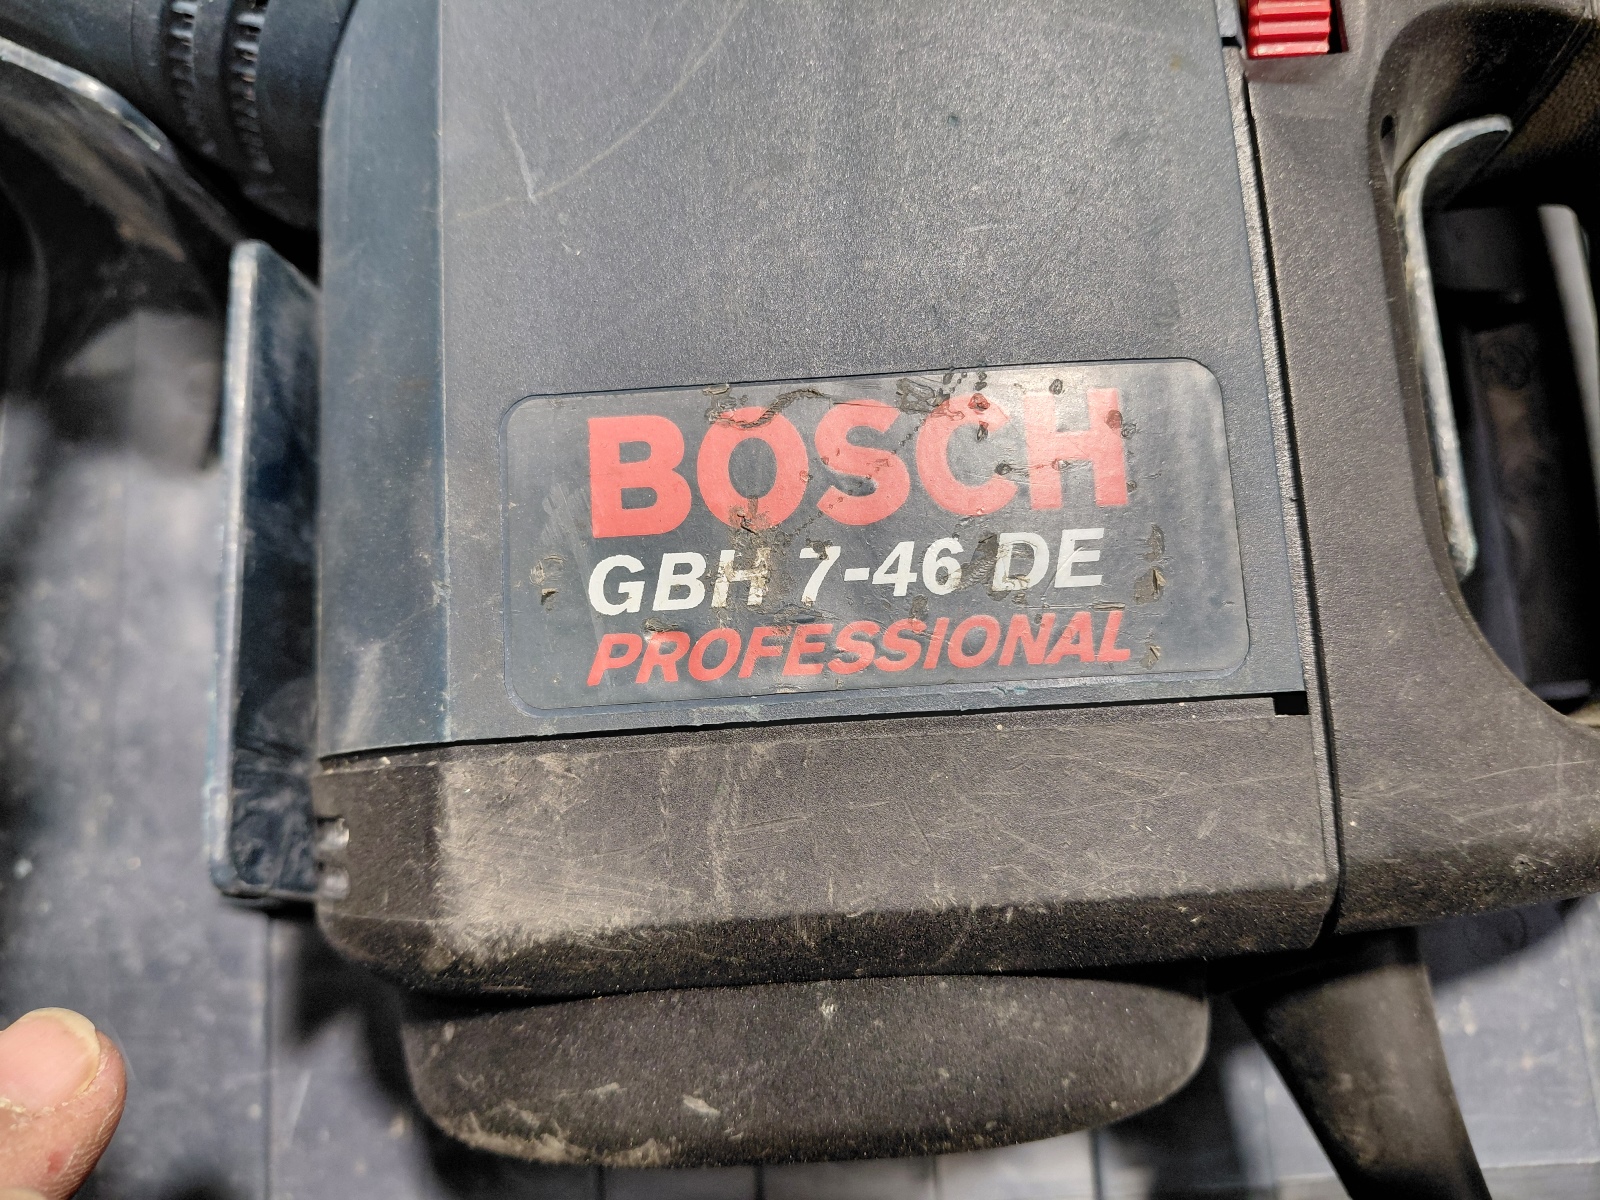 BOSCH
GBH 7-46 DE
PROFESSIONAL